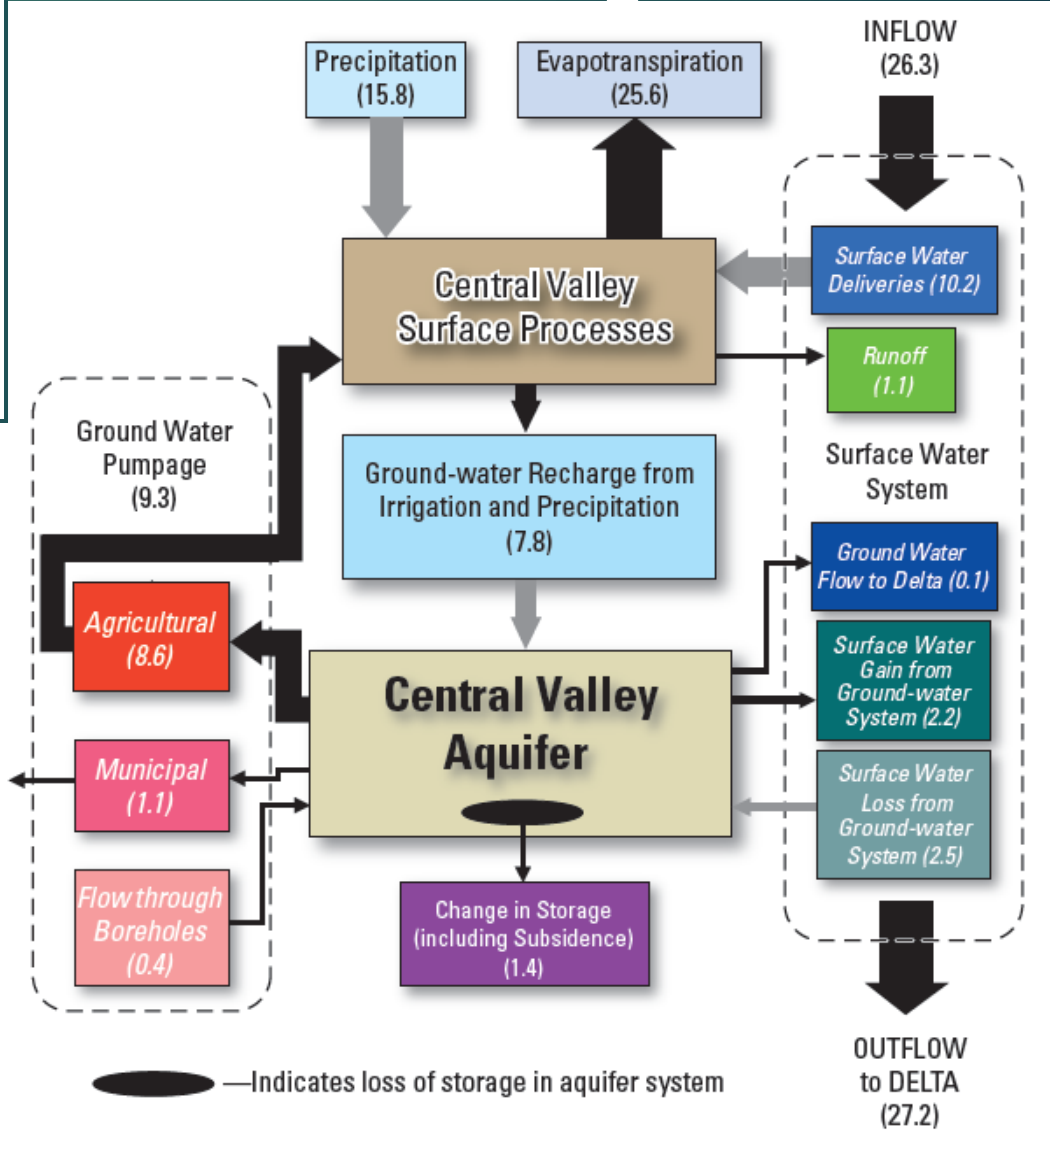 Precipitation
(15.8)
Evapotranspiration
(25.6)
INFLOW
(26.3)
Central Valley
Surface Processes
Surface Water
Deliveries (10.2)
Runoff
(1.1)
Ground Water
Pumpage
(9.3)
Ground-water Recharge from
Irrigation and Precipitation
(7.8)
Surface Water
System
Ground Water
Flow to Delta (0.1)
Agricultural
(8.6)
Central Valley
Aquifer
Surface Water
Gain from
Ground-water
System (2.2)
Municipal
(1.1)
Surface Water
Loss from
Ground-water
System (2.5)
Flow through
Boreholes
(0.4)
Change in Storage
(including Subsidence)
(1.4)
OUTFLOW
to DELTA
(27.2)
—Indicates loss of storage in aquifer system